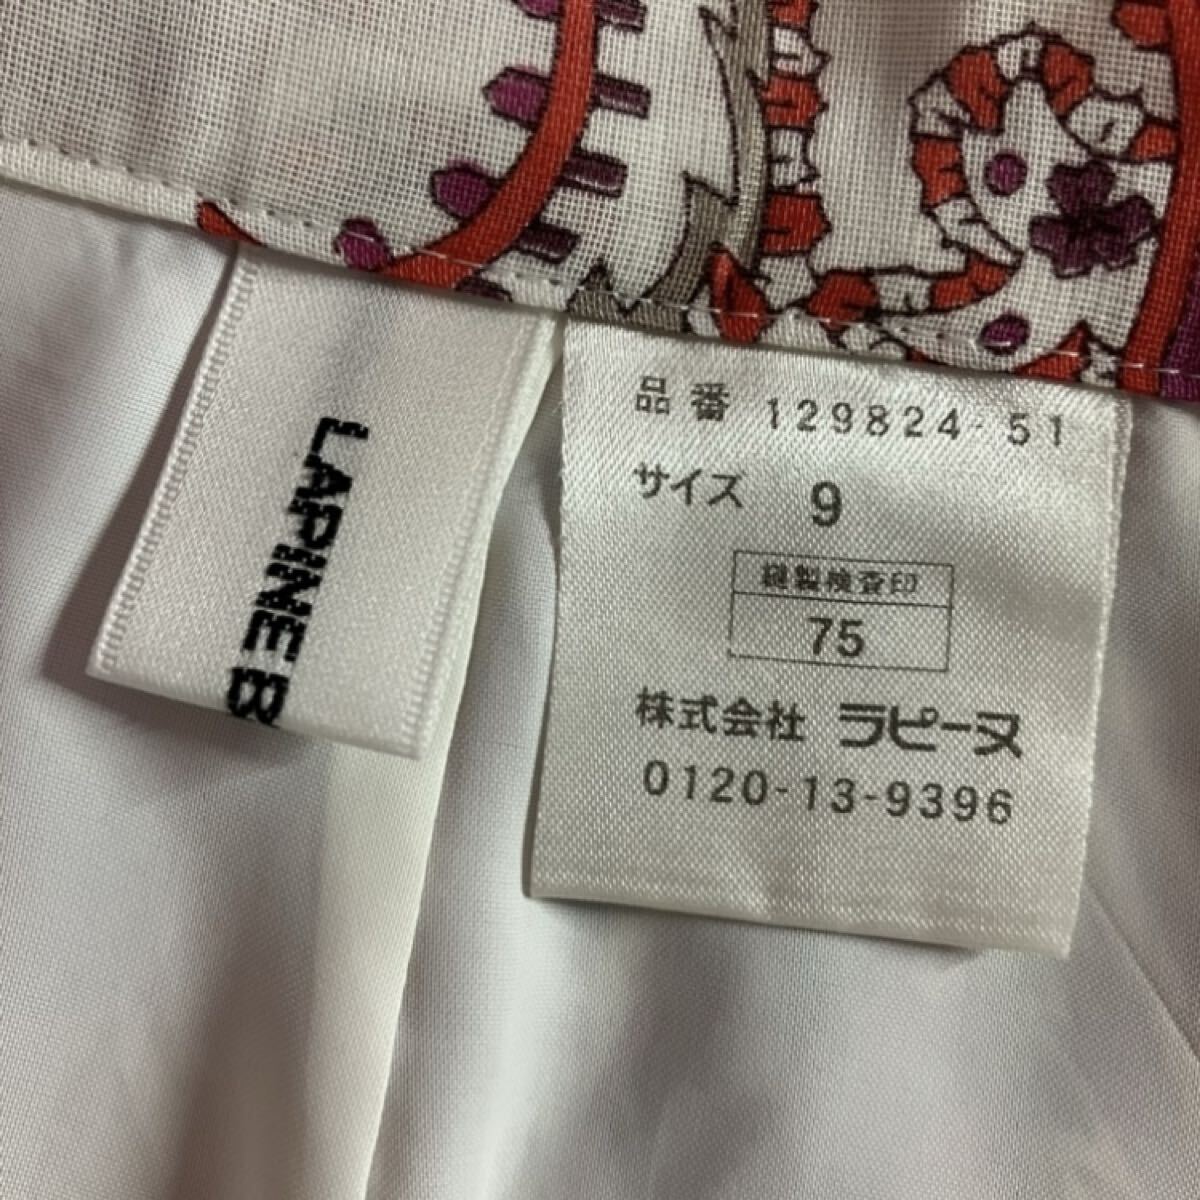 LAPINE B
品番 129824-51
サイズ 9
縫製検査印
75
株式会社 ラピーヌ
0120-13-9396